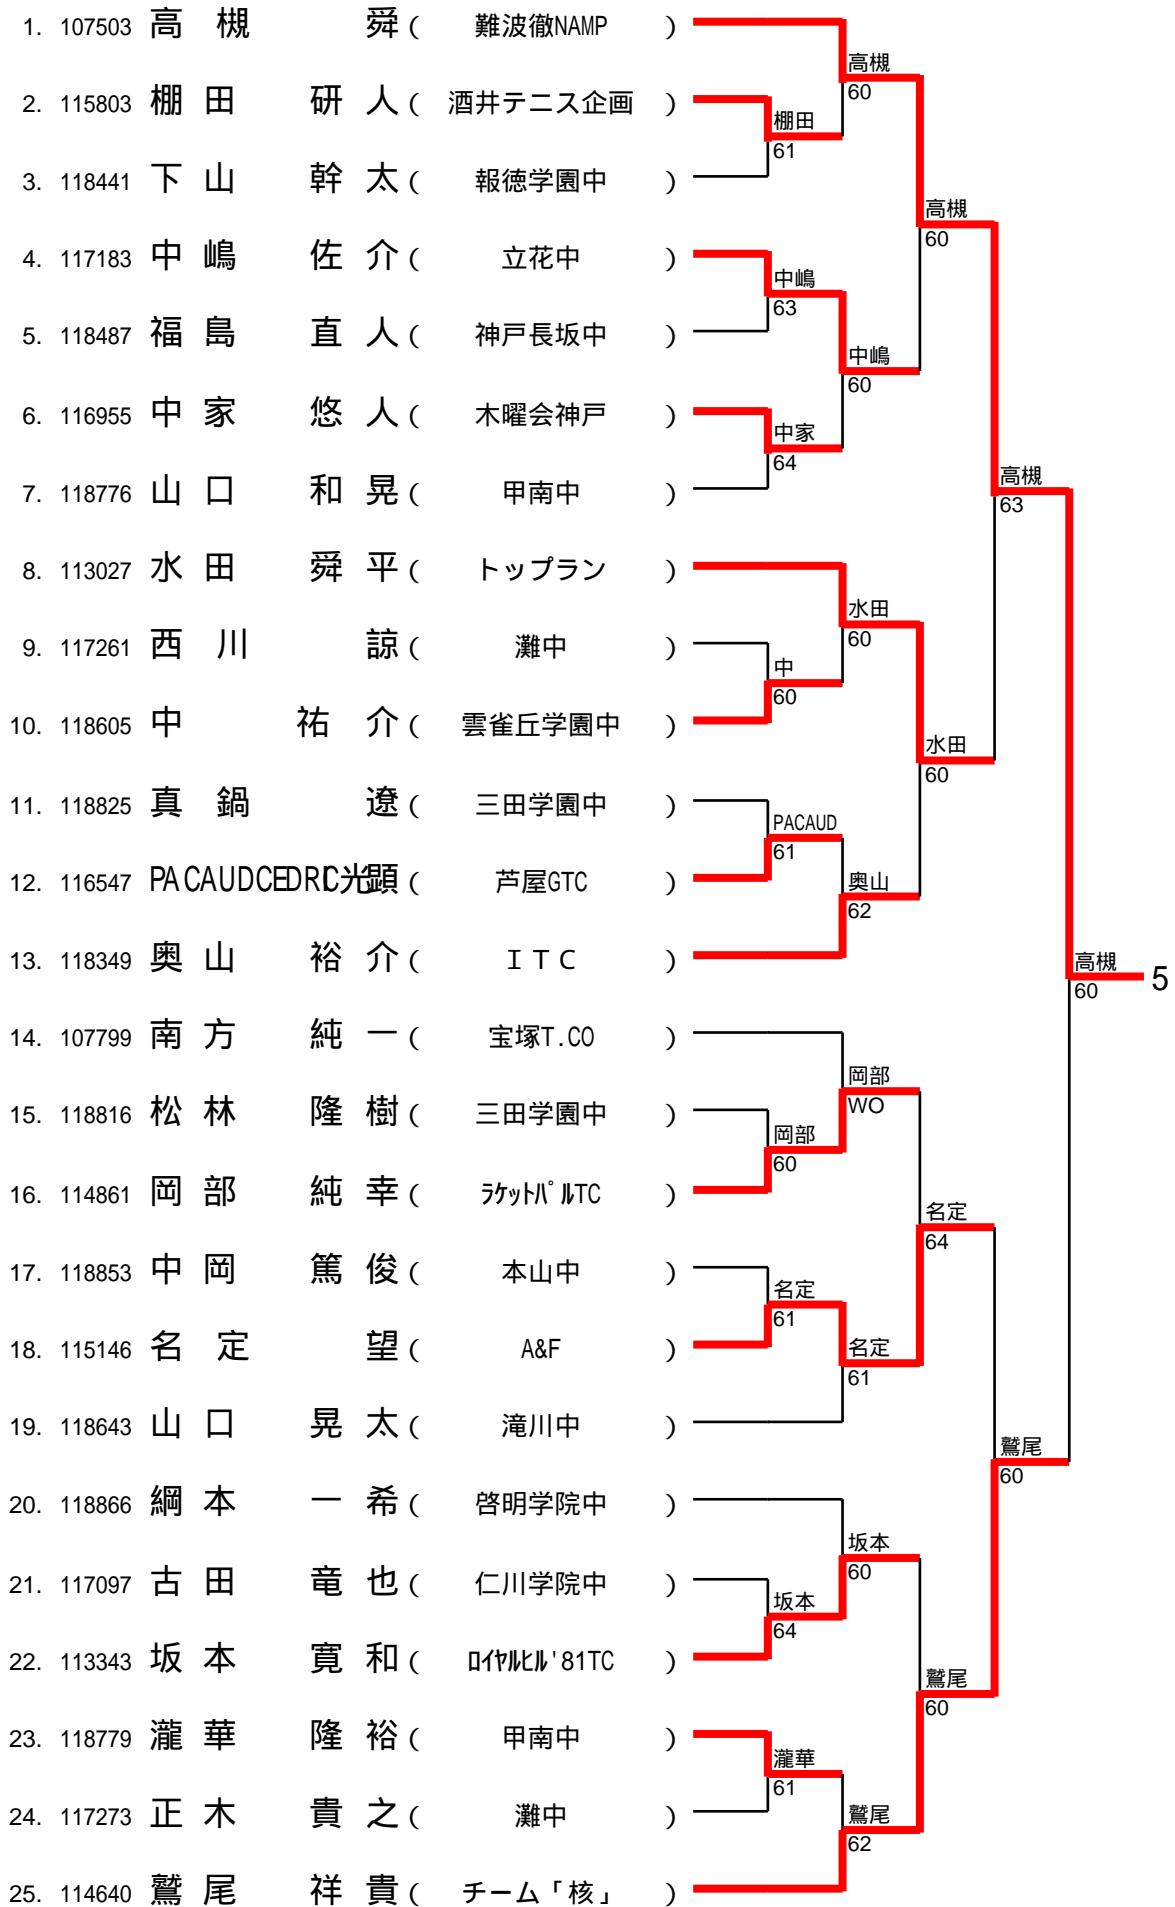 1. 107503 高 槻 舜 ( 難波徹NAMP )
高槻
60
2. 115803 棚 田 研 人 ( 酒井テニス企画 )
棚田
61
3. 118441 下 山 幹 太 ( 報徳学園中 )
高槻
60
4. 117183 中 嶋 佐 介 ( 立花中 )
中嶋
63
5. 118487 福 島 直 人 ( 神戸長坂中 )
中嶋
60
6. 116955 中 家 悠 人 ( 木曜会神戸 )
中家
64
7. 118776 山 口 和 晃 ( 甲南中 )
高槻
63
8. 113027 水 田 舜 平 ( トップラン )
水田
60
9. 117261 西 川 諒 ( 灘中 )
中
60
10. 118605 中 祐 介 ( 雲雀丘学園中 )
水田
60
11. 118825 真 鍋 遼 ( 三田学園中 )
PACAUD
61
12. 116547 PACAUDCEDRIC光顕 ( 芦屋GTC )
奥山
62
13. 118349 奥 山 裕 介 ( ITC )
高槻
60
5
14. 107799 南 方 純 一 ( 宝塚T.CO )
岡部
WO
15. 118816 松 林 隆 樹 ( 三田学園中 )
岡部
60
16. 114861 岡 部 純 幸 ( ラケットパルTC )
名定
64
17. 118853 中 岡 篤 俊 ( 本山中 )
名定
61
18. 115146 名 定 望 ( A&F )
名定
61
19. 118643 山 口 晃 太 ( 滝川中 )
鷲尾
60
20. 118866 綱 本 一 希 ( 啓明学院中 )
坂本
60
21. 117097 古 田 竜 也 ( 仁川学院中 )
坂本
64
22. 113343 坂 本 寛 和 ( ロイヤルヒル'81TC )
鷲尾
60
23. 118779 瀧 華 隆 裕 ( 甲南中 )
瀧華
61
24. 117273 正 木 貴 之 ( 灘中 )
鷲尾
62
25. 114640 鷲 尾 祥 貴 ( チーム「核」 )